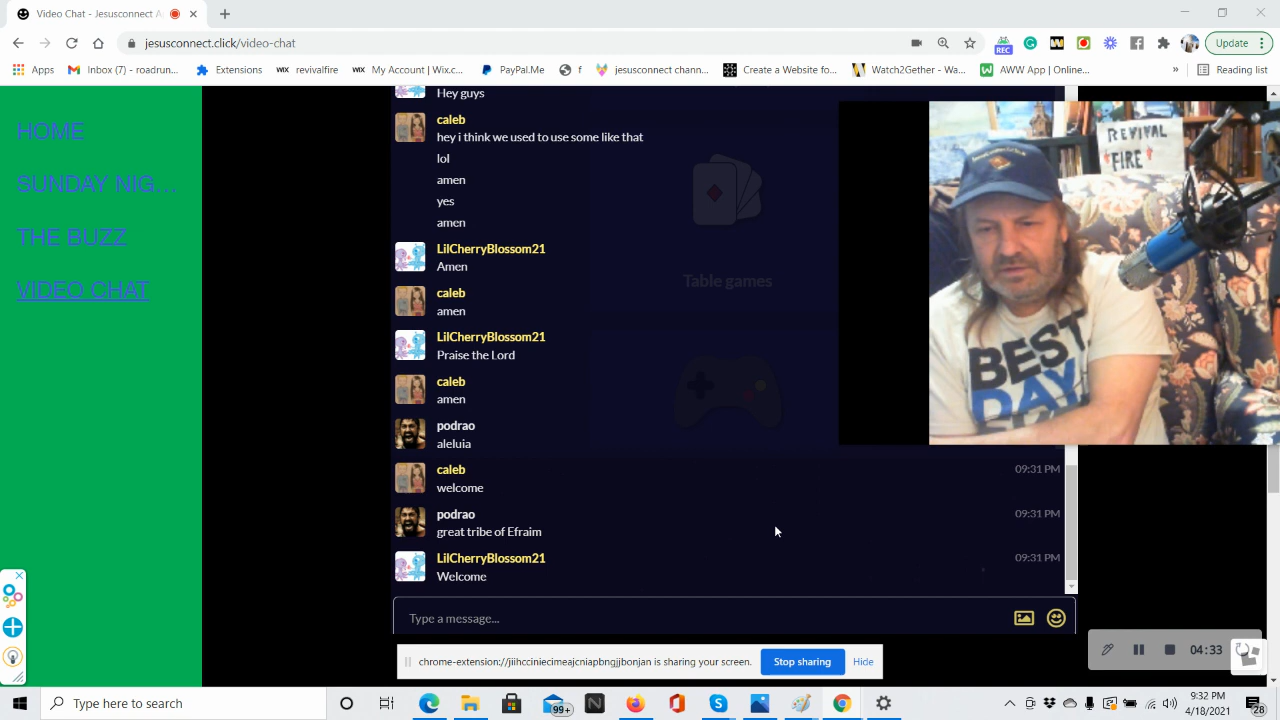 Video Chat - Jesusconnect A
jesusconnect.click/video-chat
REC
Update
Apps
Inbox (7) - roadrun...
Extensions
revivalfire
WIX My Account | Wix.c...
PayPal.Me
f
jesusconnect chann...
Create a Website fo...
Watch2Gether - Wa...
AWW App | Online...
»
Reading list
HOME
SUNDAY NIG...
THE BUZZ
VIDEO CHAT
Hey guys
caleb
hey i think we used to use some like that
lol
amen
yes
amen
LilCherryBlossom21
Amen
caleb
amen
LilCherryBlossom21
Praise the Lord
caleb
amen
podrao
aleluia
caleb
09:31 PM
welcome
podrao
09:31 PM
great tribe of Efraim
LilCherryBlossom21
09:31 PM
Welcome
Table games
REVIVAL
FIRE
BEST
DAY
Type a message...
chrome-extension://jiihcciniecimeajcniapbngjjbonjan is sharing your screen.
Stop sharing
Hide
04:33
Type here to search
99+
9:32 PM
4/18/2021
28